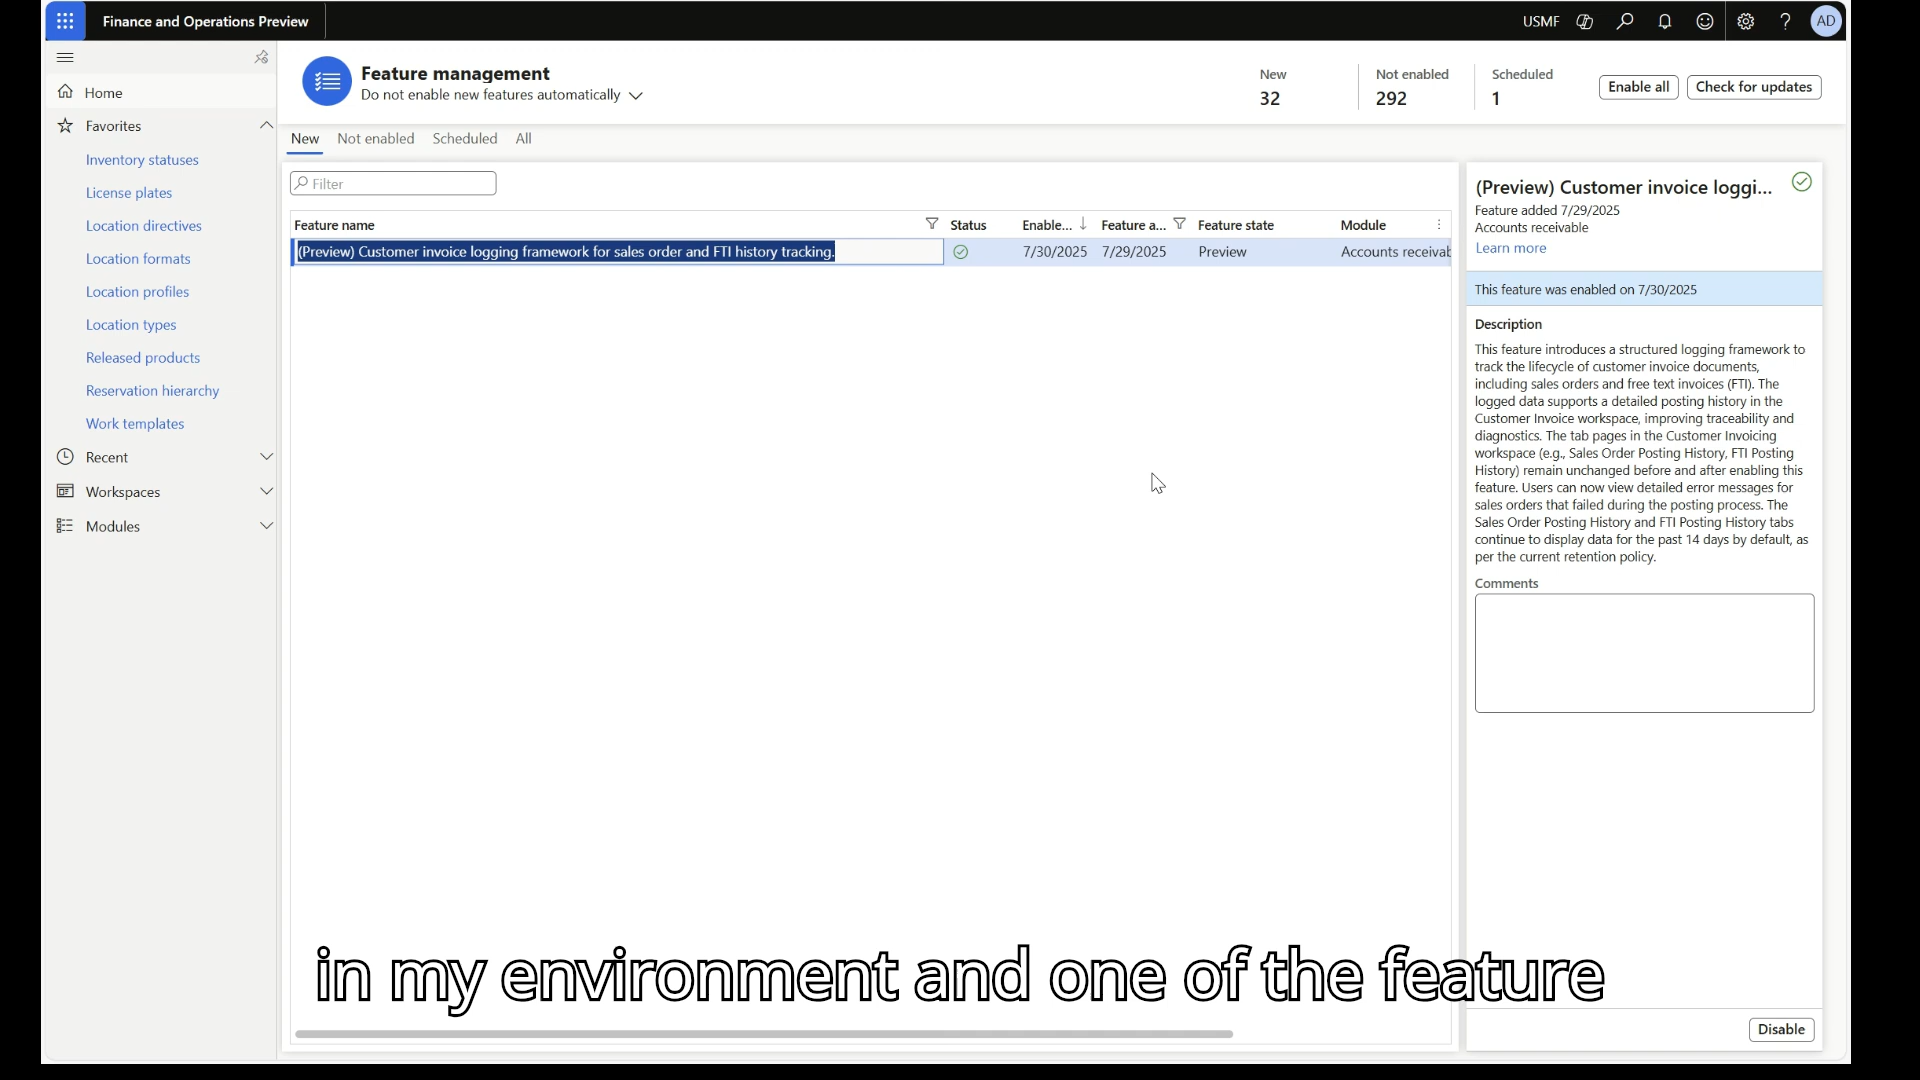 Finance and Operations Preview
USMF
AD
Home
Favorites
Inventory statuses
License plates
Location directives
Location formats
Location profiles
Location types
Released products
Reservation hierarchy
Work templates
Recent
Workspaces
Modules
Feature management
Do not enable new features automatically
New
32
Not enabled
292
Scheduled
1
Enable all
Check for updates
New Not enabled Scheduled All
Filter
Feature name Status Enable... Feature a... Feature state Module
(Preview) Customer invoice logging framework for sales order and FTI history tracking. 7/30/2025 7/29/2025 Preview Accounts receivab
(Preview) Customer invoice loggi...
Feature added 7/29/2025
Accounts receivable
Learn more
This feature was enabled on 7/30/2025
Description
This feature introduces a structured logging framework to
track the lifecycle of customer invoice documents,
including sales orders and free text invoices (FTI). The
logged data supports a detailed posting history in the
Customer Invoice workspace, improving traceability and
diagnostics. The tab pages in the Customer Invoicing
workspace (e.g., Sales Order Posting History, FTI Posting
History) remain unchanged before and after enabling this
feature. Users can now view detailed error messages for
sales orders that failed during the posting process. The
Sales Order Posting History and FTI Posting History tabs
continue to display data for the past 14 days by default, as
per the current retention policy.
Comments
Disable
in my environment and one of the feature